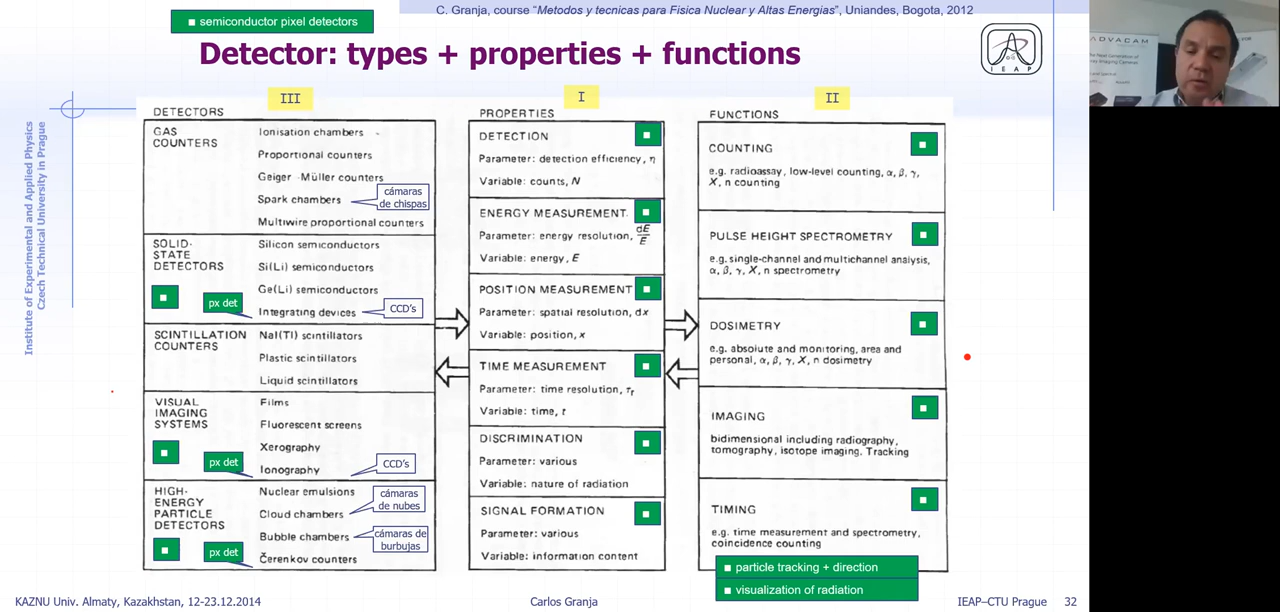 C. Granja, course “Metodos y tecnicas para Fisica Nuclear y Altas Energias”, Uniandes, Bogota, 2012
semiconductor pixel detectors
Detector: types + properties + functions
IEAP
ADVACAM
Institute of Experimental and Applied Physics
Czech Technical University in Prague
III
DETECTORS
GAS
COUNTERS
Ionisation chambers
Proportional counters
Geiger-Müller counters
Spark chambers
cámaras
de chispas
Multiwire proportional counters
SOLID-
STATE
DETECTORS
px det
Silicon semiconductors
Si(Li) semiconductors
Ge(Li) semiconductors
Integrating devices
CCD’s
SCINTILLATION
COUNTERS
NaI(Tl) scintillators
Plastic scintillators
Liquid scintillators
VISUAL
IMAGING
SYSTEMS
px det
Films
Fluorescent screens
Xerography
Ionography
CCD’s
HIGH-
ENERGY
PARTICLE
DETECTORS
px det
Nuclear emulsions
Cloud chambers
cámaras
de nubes
Bubble chambers
cámaras de
burbujas
Čerenkov counters
I
PROPERTIES
DETECTION
Parameter: detection efficiency, η
Variable: counts, N
ENERGY MEASUREMENT
Parameter: energy resolution, dE/E
Variable: energy, E
POSITION MEASUREMENT
Parameter: spatial resolution, dx
Variable: position, x
TIME MEASUREMENT
Parameter: time resolution, τr
Variable: time, t
DISCRIMINATION
Parameter: various
Variable: nature of radiation
SIGNAL FORMATION
Parameter: various
Variable: information content
II
FUNCTIONS
COUNTING
e.g. radioassay, low-level counting, α, β, γ,
X, n counting
PULSE HEIGHT SPECTROMETRY
e.g. single-channel and multichannel analysis,
α, β, γ, X, n spectrometry
DOSIMETRY
e.g. absolute and monitoring, area and
personal, α, β, γ, X, n dosimetry
IMAGING
bidimensional including radiography,
tomography, isotope imaging. Tracking
TIMING
e.g. time measurement and spectrometry,
coincidence counting
particle tracking + direction
visualization of radiation
KAZNU Univ. Almaty, Kazakhstan, 12-23.12.2014
Carlos Granja
IEAP–CTU Prague 32